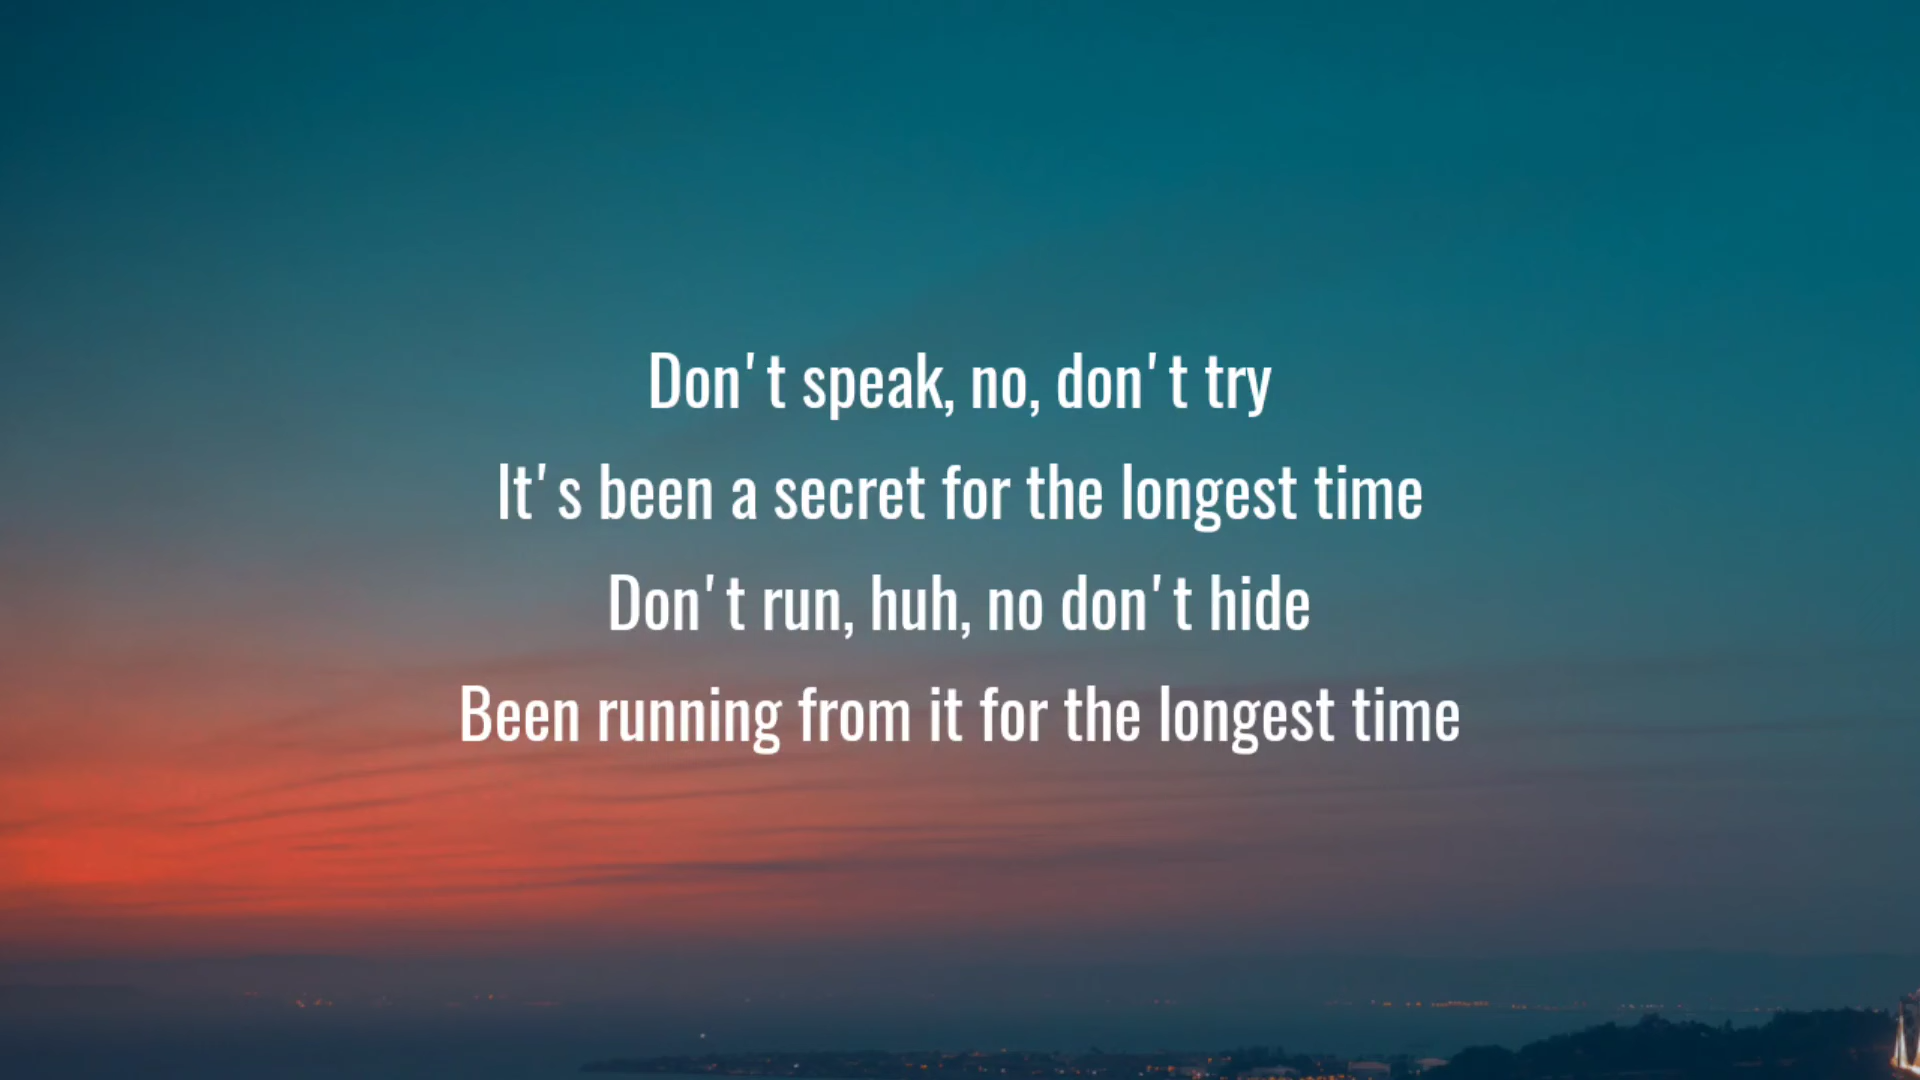 Don't speak, no, don't try
It's been a secret for the longest time
Don't run, huh, no don't hide
Been running from it for the longest time